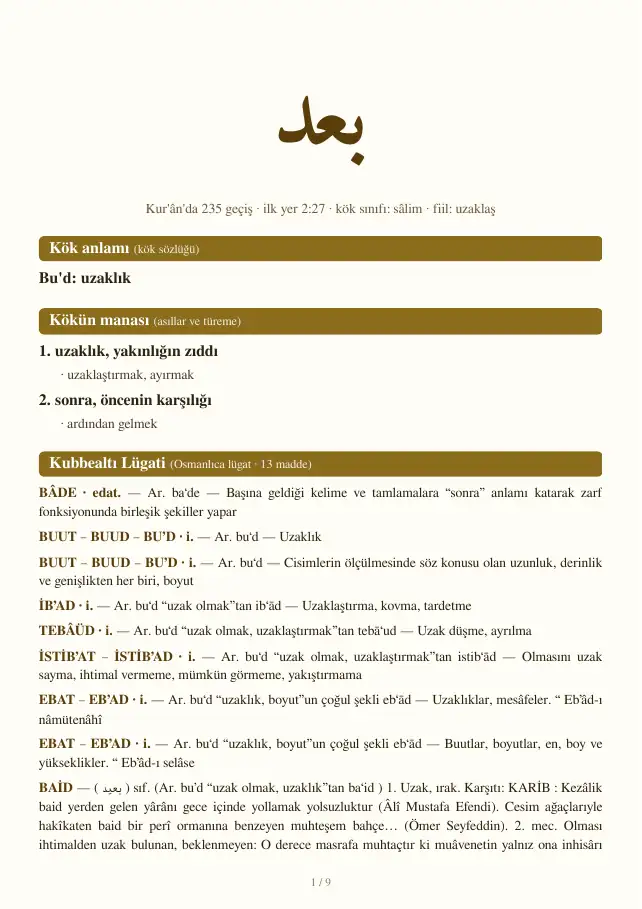 بعد
Kur'ân'da 235 geçiş · ilk yer 2:27 · kök sınıfı: sâlim · fiil: uzaklaş
Kök anlamı (kök sözlüğü)
Bu'd: uzaklık
Kökün manası (asıllar ve türeme)
1. uzaklık, yakınlığın zıddı
· uzaklaştırmak, ayırmak
2. sonra, öncenin karşılığı
· ardından gelmek
Kubbealtı Lügati (Osmanlıca lügat · 13 madde)
BÂDE · edat. — Ar. ba‘de — Başına geldiği kelime ve tamlamalara “sonra” anlamı katarak zarf
fonksiyonunda birleşik şekiller yapar
BUUT – BUUD – BU’D · i. — Ar. bu‘d — Uzaklık
BUUT – BUUD – BU’D · i. — Ar. bu‘d — Cisimlerin ölçülmesinde söz konusu olan uzunluk, derinlik
ve genişlikten her biri, boyut
İB’AD · i. — Ar. bu‘d “uzak olmak”tan ib‘ād — Uzaklaştırma, kovma, tardetme
TEBÂÜD · i. — Ar. bu‘d “uzak olmak, uzaklaştırmak”tan tebā‘ud — Uzak düşme, ayrılma
İSTİB’AT – İSTİB’AD · i. — Ar. bu‘d “uzak olmak, uzaklaştırmak”tan istib‘ād — Olmasını uzak
sayma, ihtimal vermeme, mümkün görmeme, yakıştırmama
EBAT – EB’AD · i. — Ar. bu‘d “uzaklık, boyut”un çoğul şekli eb‘ād — Uzaklıklar, mesâfeler. “ Eb’âd-ı
nâmütenâhî
EBAT – EB’AD · i. — Ar. bu‘d “uzaklık, boyut”un çoğul şekli eb‘ād — Buutlar, boyutlar, en, boy ve
yükseklikler. “ Eb’âd-ı selâse
BAÎD — ( بعيد ) sıf. (Ar. bu’d “uzak olmak, uzaklık”tan ba‘іd ) 1. Uzak, ırak. Karşıtı: KARİB : Kezâlik
baid yerden gelen yârânı gece içinde yollamak yolsuzluktur (Âlî Mustafa Efendi). Cesim ağaçlarıyle
hakîkaten baid bir perî ormanına benzeyen muhteşem bahçe… (Ömer Seyfeddin). 2. mec. Olması
ihtimalden uzak bulunan, beklenmeyen: O derece masrafa muhtaçtır ki muâvenetin yalnız ona inhisârı
1 / 9